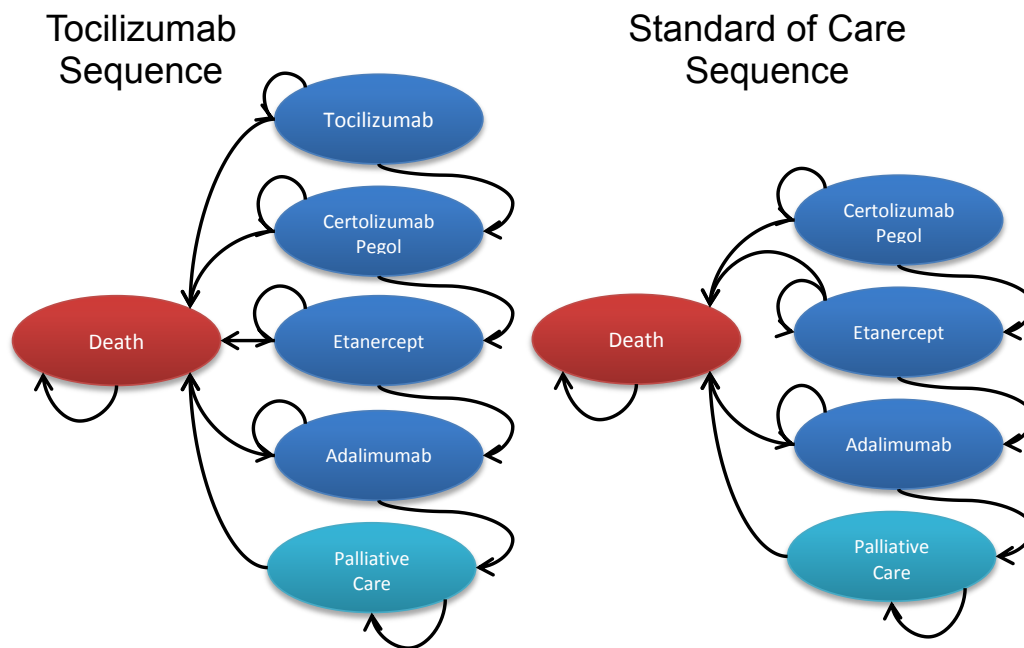 Tocilizumab
Sequence
Standard of Care
Sequence
Tocilizumab
Certolizumab
Pegol
Etanercept
Adalimumab
Palliative
Care
Death
Certolizumab
Pegol
Etanercept
Adalimumab
Palliative
Care
Death